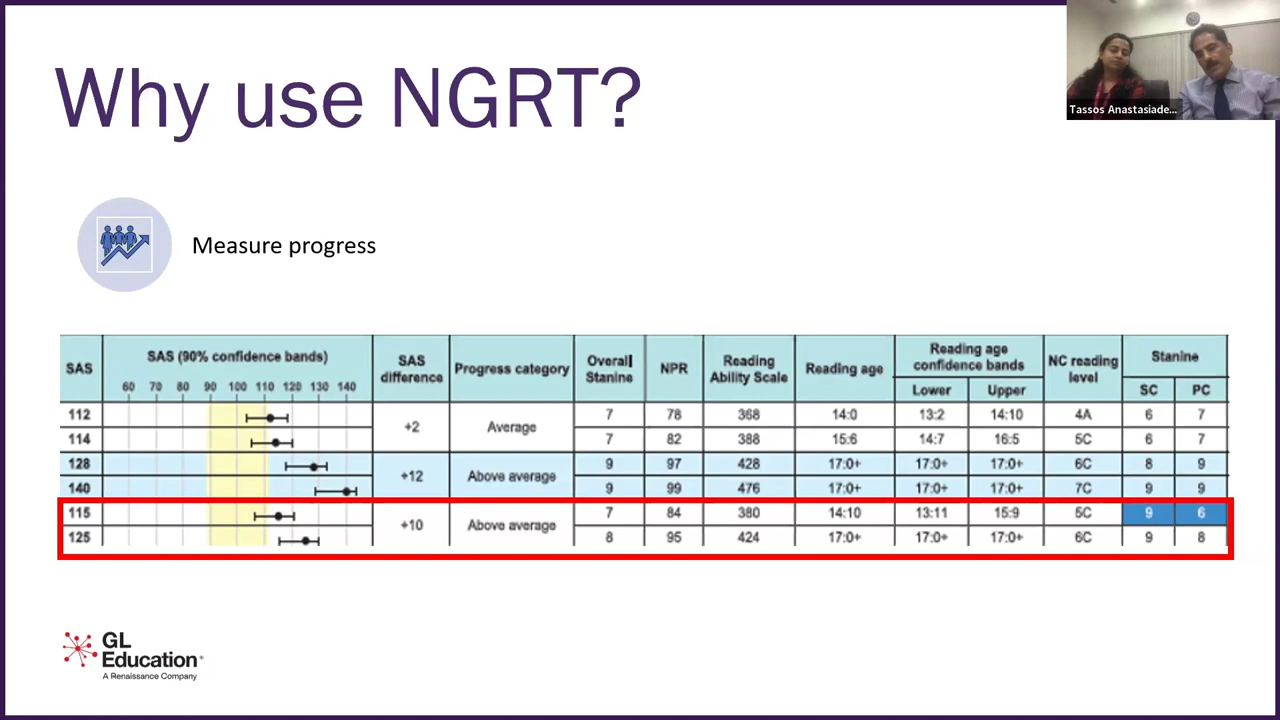 Tassos Anastasiade...
Why use NGRT?
Measure progress
SAS SAS (90% confidence bands) SAS difference Progress category Overall Stanine NPR Reading Ability Scale Reading age Reading age confidence bands NC reading level Stanine
60 70 80 90 100 110 120 130 140 Lower Upper SC PC
112 +2 Average 7 78 368 14:0 13:2 14:10 4A 6 7
114 7 82 388 15:6 14:7 16:5 5C 6 7
128 +12 Above average 9 97 428 17:0+ 17:0+ 17:0+ 6C 8 9
140 9 99 476 17:0+ 17:0+ 17:0+ 7C 9 9
115 +10 Above average 7 84 380 14:10 13:11 15:9 5C 9 6
125 8 95 424 17:0+ 17:0+ 17:0+ 6C 9 8
GL
Education
A Renaissance Company